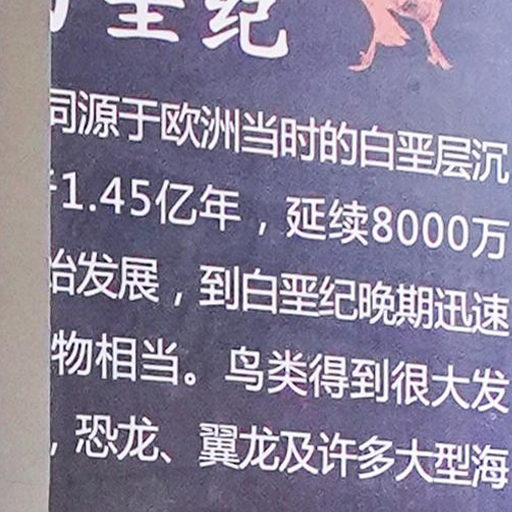 垩纪
词源于欧洲当时的白垩层沉
1.45亿年，延续8000万
始发展，到白垩纪晚期迅速
物相当。鸟类得到很大发
，恐龙、翼龙及许多大型海